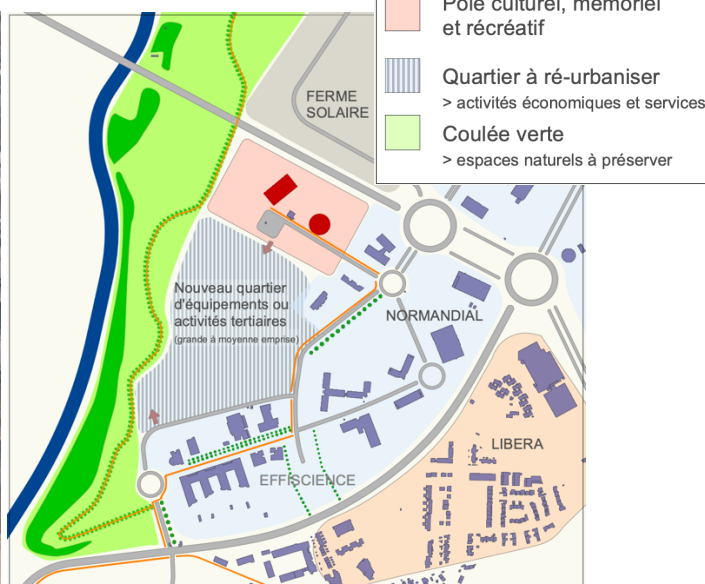 Pôle culturel, mémoriel
et récréatif
Quartier à ré-urbaniser
> activités économiques et services
Coulée verte
> espaces naturels à préserver
FERME
SOLAIRE
Nouveau quartier
d'équipements ou
activités tertiaires
(grande à moyenne emprise)
NORMANDIAL
LIBERA
EFFISCIENCE